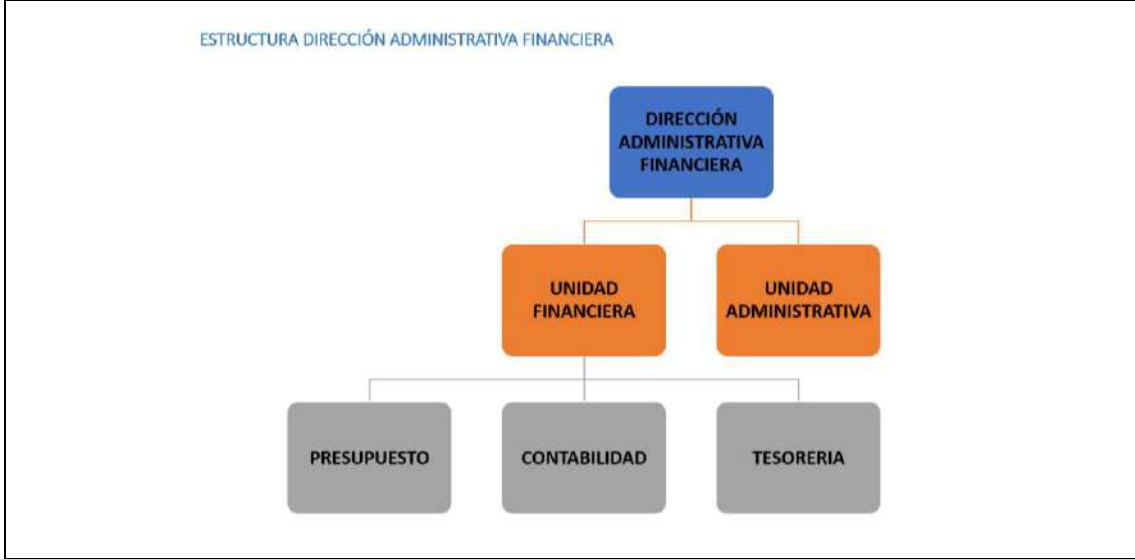 ESTRUCTURA DIRECCIÓN ADMINISTRATIVA FINANCIERA
DIRECCIÓN
ADMINISTRATIVA
FINANCIERA
UNIDAD
FINANCIERA
UNIDAD
ADMINISTRATIVA
PRESUPUESTO
CONTABILIDAD
TESORERIA